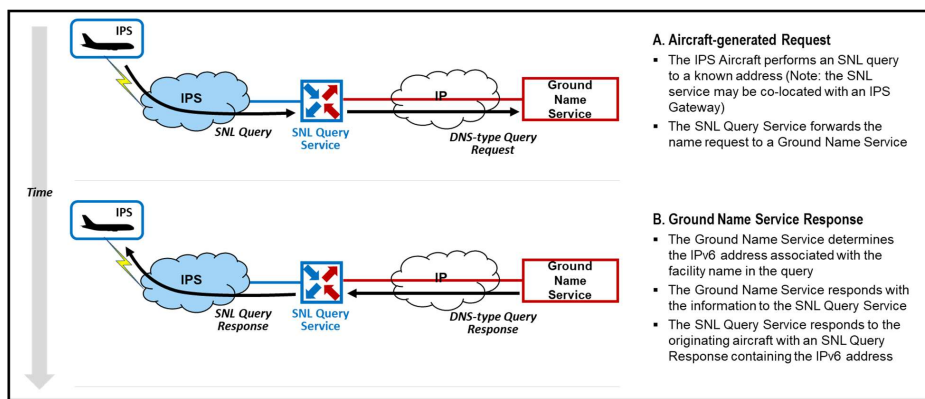 IPS
IPS
SNL Query
SNL Query
Service
IP
DNS-type Query
Request
Ground
Name
Service
A. Aircraft-generated Request
▪ The IPS Aircraft performs an SNL query
to a known address (Note: the SNL
service may be co-located with an IPS
Gateway)
▪ The SNL Query Service forwards the
name request to a Ground Name Service
Time
IPS
IPS
SNL Query
Response
SNL Query
Service
IP
DNS-type Query
Response
Ground
Name
Service
B. Ground Name Service Response
▪ The Ground Name Service determines
the IPv6 address associated with the
facility name in the query
▪ The Ground Name Service responds with
the information to the SNL Query Service
▪ The SNL Query Service responds to the
originating aircraft with an SNL Query
Response containing the IPv6 address